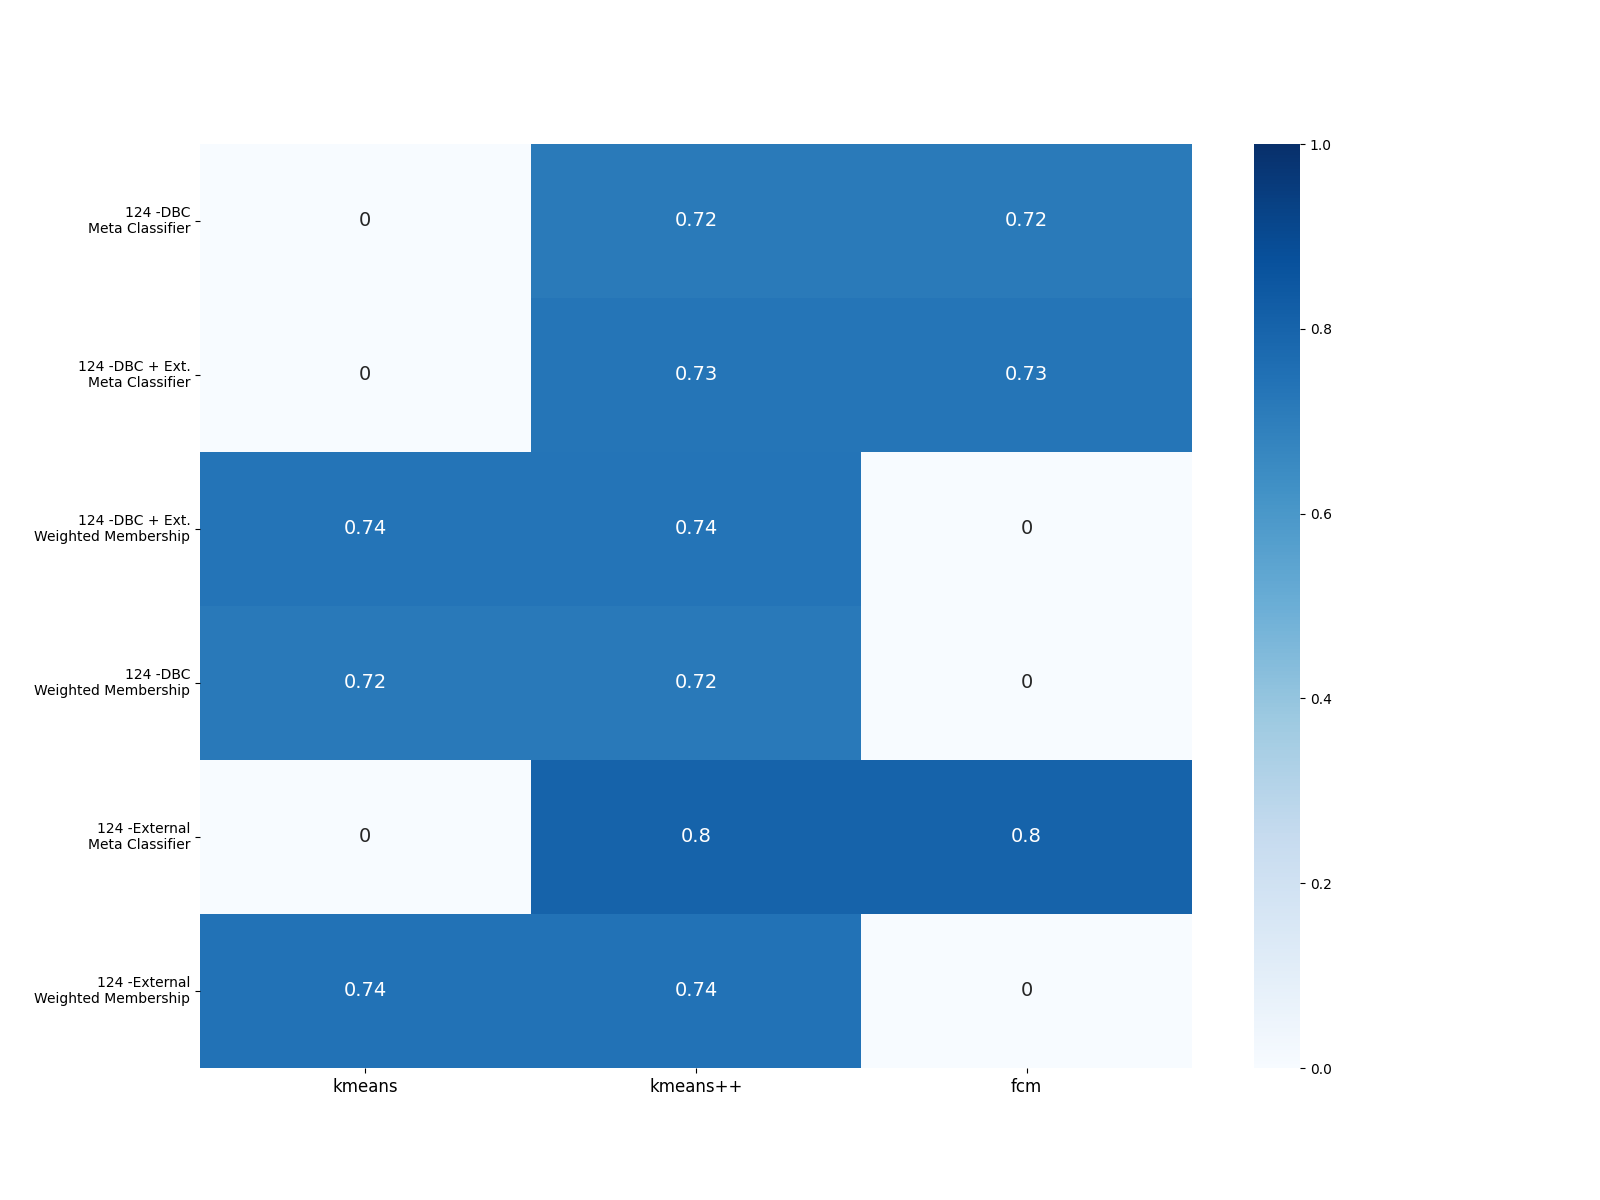 124 -DBC
Meta Classifier
0
0.72
0.72
124 -DBC + Ext.
Meta Classifier
0
0.73
0.73
124 -DBC + Ext.
Weighted Membership
0.74
0.74
0
124 -DBC
Weighted Membership
0.72
0.72
0
124 -External
Meta Classifier
0
0.8
0.8
124 -External
Weighted Membership
0.74
0.74
0
kmeans
kmeans++
fcm
1.0
0.8
0.6
0.4
0.2
0.0